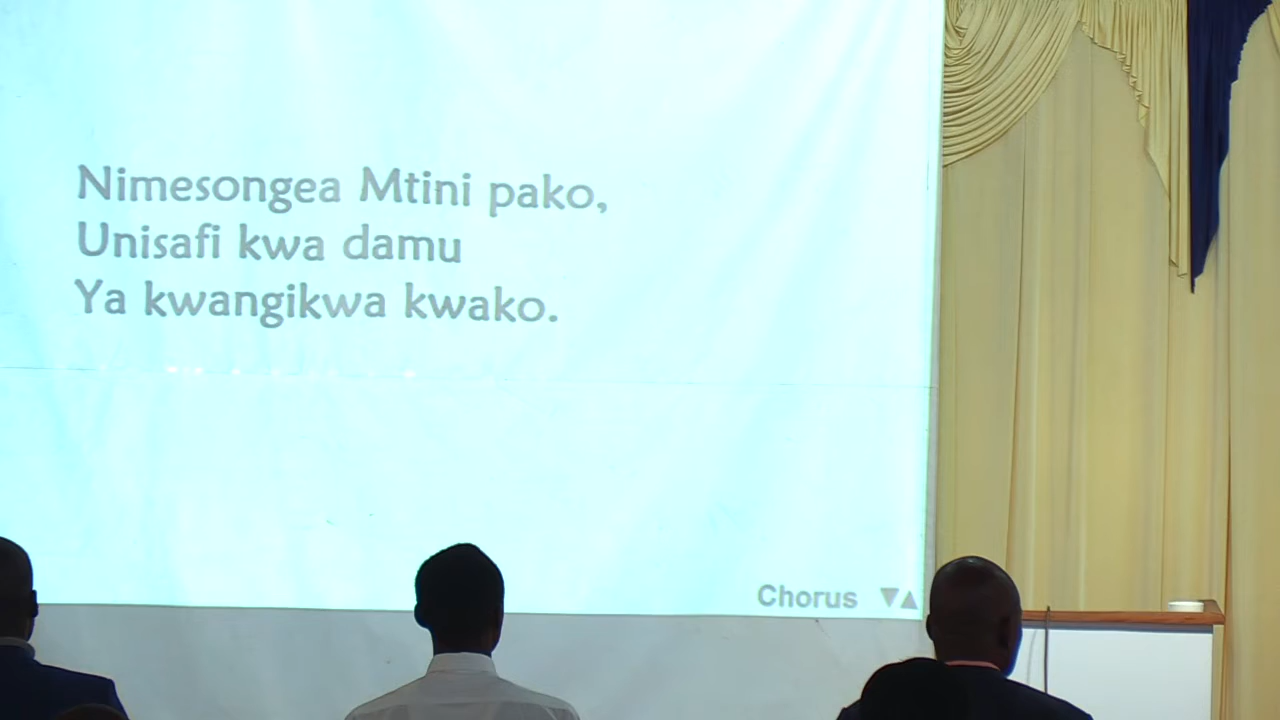 Nimesongea Mtini pako,
Unisafi kwa damu
Ya kwangikwa kwako.
Chorus ▼▲